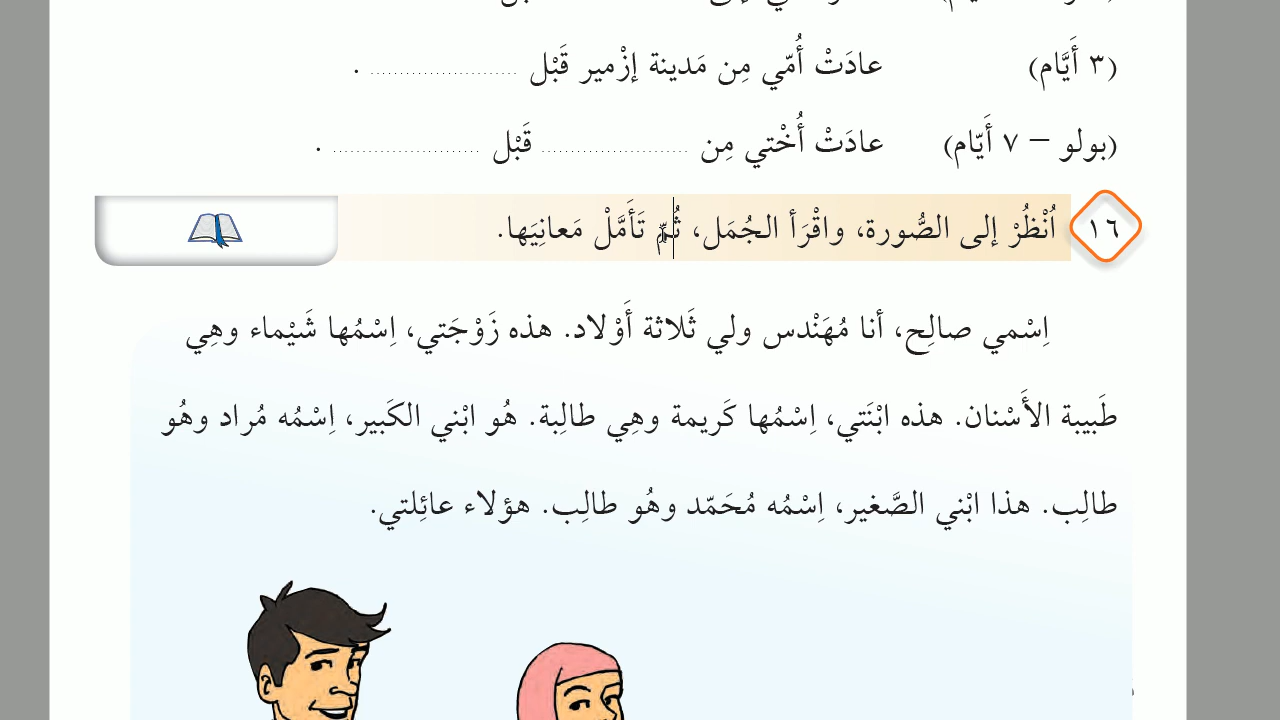 (٣ أَيَّام) عادَتْ أُمّي مِن مَدينة إزْمير قَبْل ........................ .
(بولو – ٧ أَيّام) عادَتْ أُخْتي مِن ........................ قَبْل ........................ .
١٦ اُنْظُرْ إلى الصُّورة، واقْرَأ الجُمَل، ثُمّ تَأَمَّلْ مَعانِيَها.
اِسْمي صالِح، أنا مُهَنْدس ولي ثَلاثة أَوْلاد. هذه زَوْجَتي، اِسْمُها شَيْماء وهِي
طَبيبة الأَسْنان. هذه ابْنَتي، اِسْمُها كَريمة وهِي طالِبة. هُو ابْني الكَبير، اِسْمُه مُراد وهُو
طالِب. هذا ابْني الصَّغير، اِسْمُه مُحَمّد وهُو طالِب. هؤلاء عائِلتي.